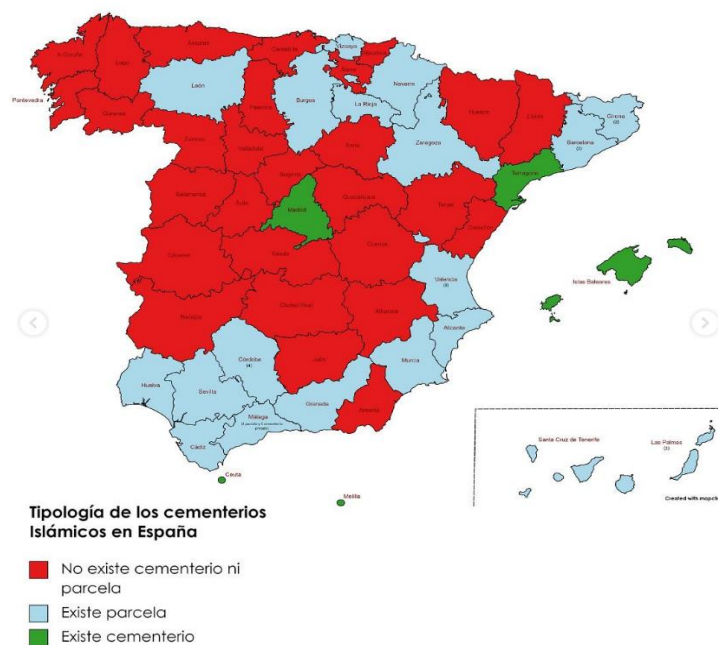 Asturias
Cantabria
Vizcaya
A Coruña
Lugo
León
Burgos
Navarra
La Rioja
Pontevedra
Ourense
Palencia
Huesca
Girona
Zamora
Valladolid
Soria
Zaragoza
Barcelona
Tarragona
Segovia
Salamanca
Ávila
Madrid
Guadalajara
Teruel
Castellón
Cáceres
Toledo
Cuenca
Valencia
Islas Baleares
Ciudad Real
Albacete
Badajoz
Alicante
Córdoba
Jaén
Murcia
Huelva
Sevilla
Granada
Almería
Málaga
Cádiz
Santa Cruz de Tenerife
Las Palmas
Ceuta
Melilla
Created with mapch
Tipología de los cementerios
Islámicos en España
No existe cementerio ni
parcela
Existe parcela
Existe cementerio